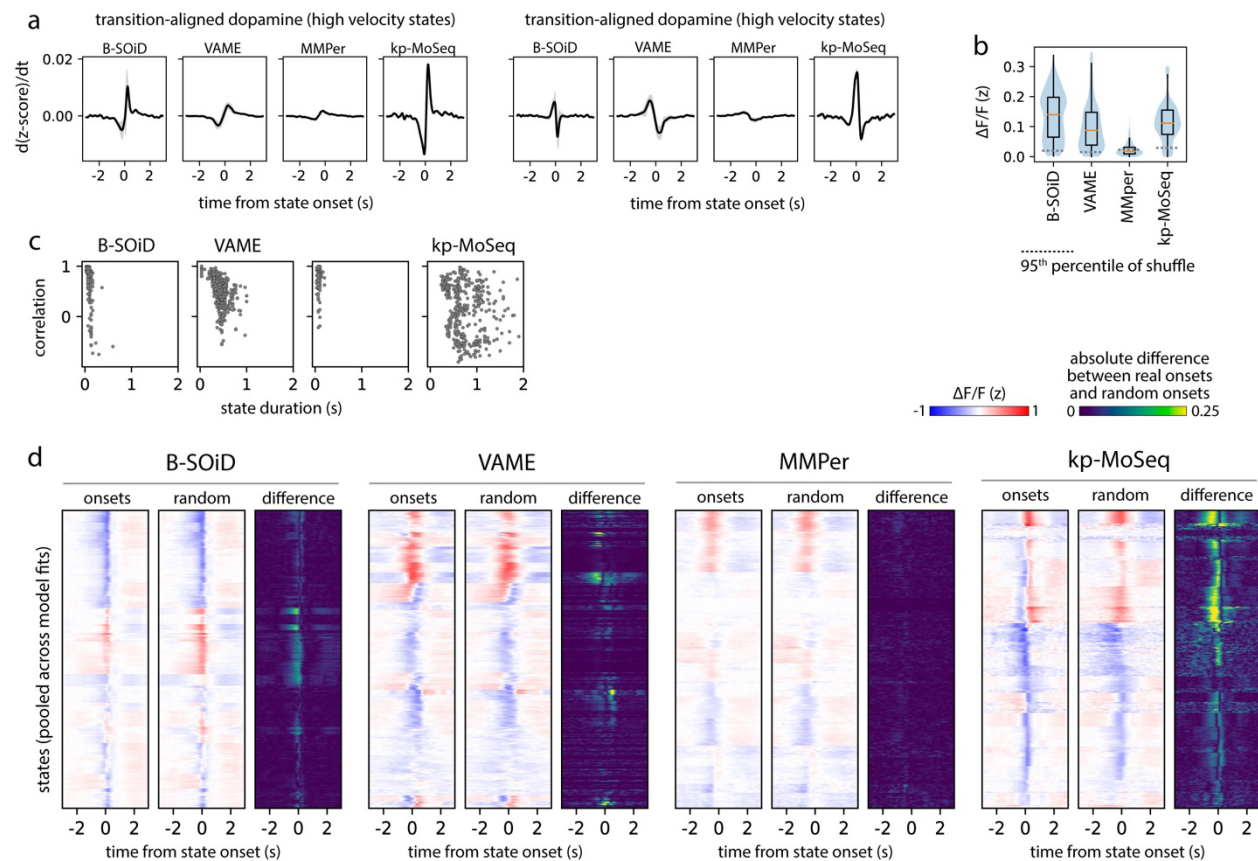 a
transition-aligned dopamine (high velocity states)
transition-aligned dopamine (high velocity states)
B-SOiD
VAME
MMPer
kp-MoSeq
B-SOiD
VAME
MMPer
kp-MoSeq
d(z-score)/dt
0.02
0.00
-2 0 2
-2 0 2
-2 0 2
-2 0 2
-2 0 2
-2 0 2
-2 0 2
-2 0 2
time from state onset (s)
time from state onset (s)
b
ΔF/F (z)
0.3
0.2
0.1
0.0
B-SOiD
VAME
MMper
kp-MoSeq
95th percentile of shuffle
c
B-SOiD
VAME
kp-MoSeq
correlation
1
0
0 1 2
0 1 2
0 1 2
0 1 2
state duration (s)
ΔF/F (z)
-1 1
absolute difference
between real onsets
and random onsets
0 0.25
d
B-SOiD
VAME
MMPer
kp-MoSeq
onsets random difference
onsets random difference
onsets random difference
onsets random difference
states (pooled across model fits)
-2 0 2 -2 0 2 -2 0 2
-2 0 2 -2 0 2 -2 0 2
-2 0 2 -2 0 2 -2 0 2
-2 0 2 -2 0 2 -2 0 2
time from state onset (s)
time from state onset (s)
time from state onset (s)
time from state onset (s)